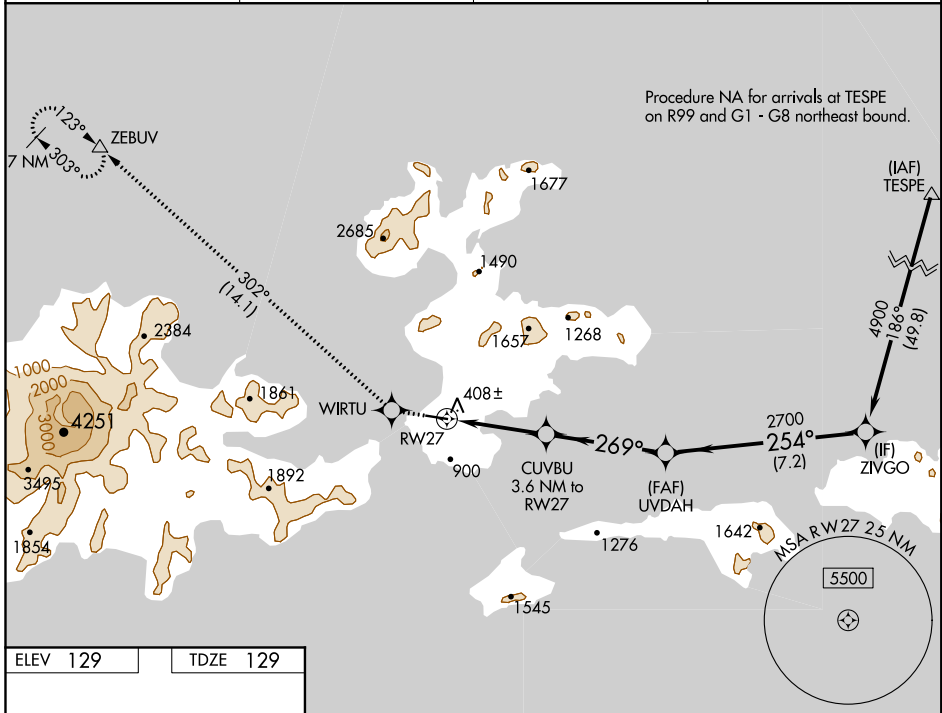 Procedure NA for arrivals at TESPE
on R99 and G1 - G8 northeast bound.
123°
ZEBUV
7 NM
303°
(IAF)
TESPE
1677
2685
1490
302°
(14.1)
4900
186°
(49.8)
2384
1657
1268
1000
2000
3000
4251
1861
WIRTU
408±
RW27
2700
254°
(7.2)
269°
(IF)
ZIVGO
CUVBU
3.6 NM to
RW27
(FAF)
UVDAH
900
3495
1892
1854
1276
1642
1545
MSA RW27 25 NM
5500
ELEV 129
TDZE 129